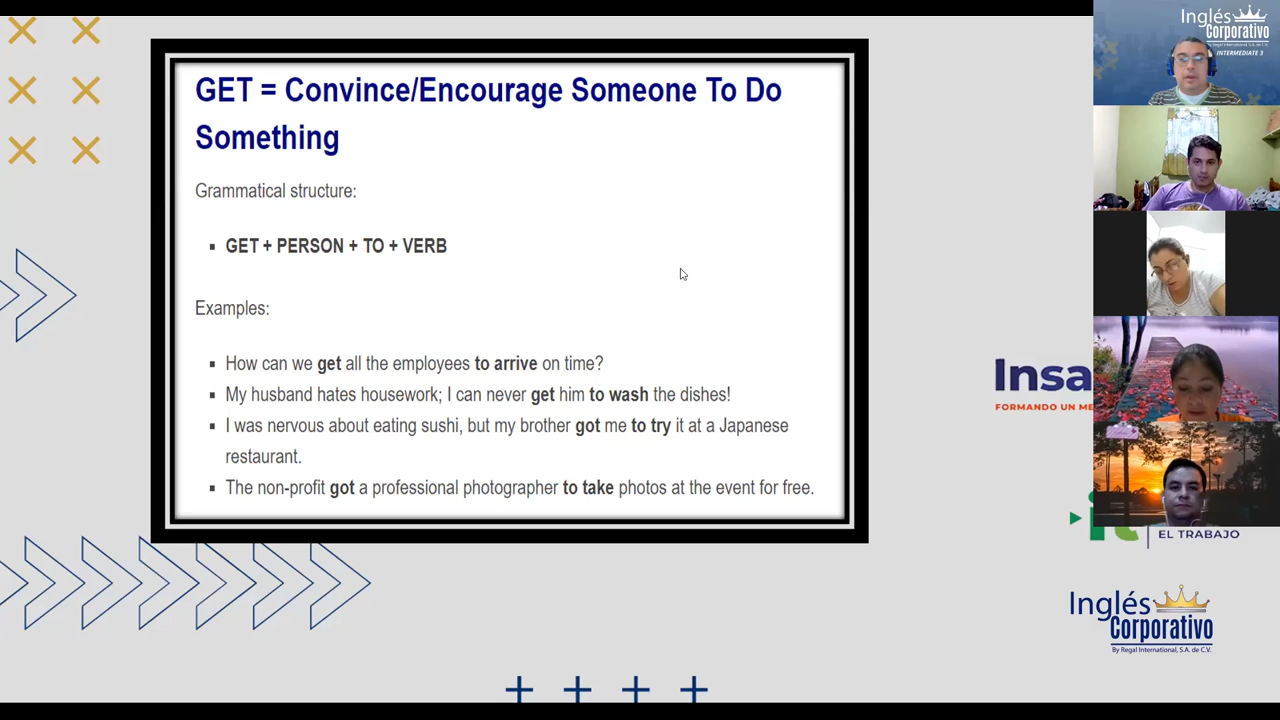 GET = Convince/Encourage Someone To Do
Something
Grammatical structure:
GET + PERSON + TO + VERB
Examples:
How can we get all the employees to arrive on time?
My husband hates housework; I can never get him to wash the dishes!
I was nervous about eating sushi, but my brother got me to try it at a Japanese
restaurant.
The non-profit got a professional photographer to take photos at the event for free.
Inglés
Corporativo
By Regal International, S.A. de C.V.
INTERMEDIATE 3
Insa
FORMANDO UN ME
EL TRABAJO
Inglés
Corporativo
By Regal International, S.A. de C.V.